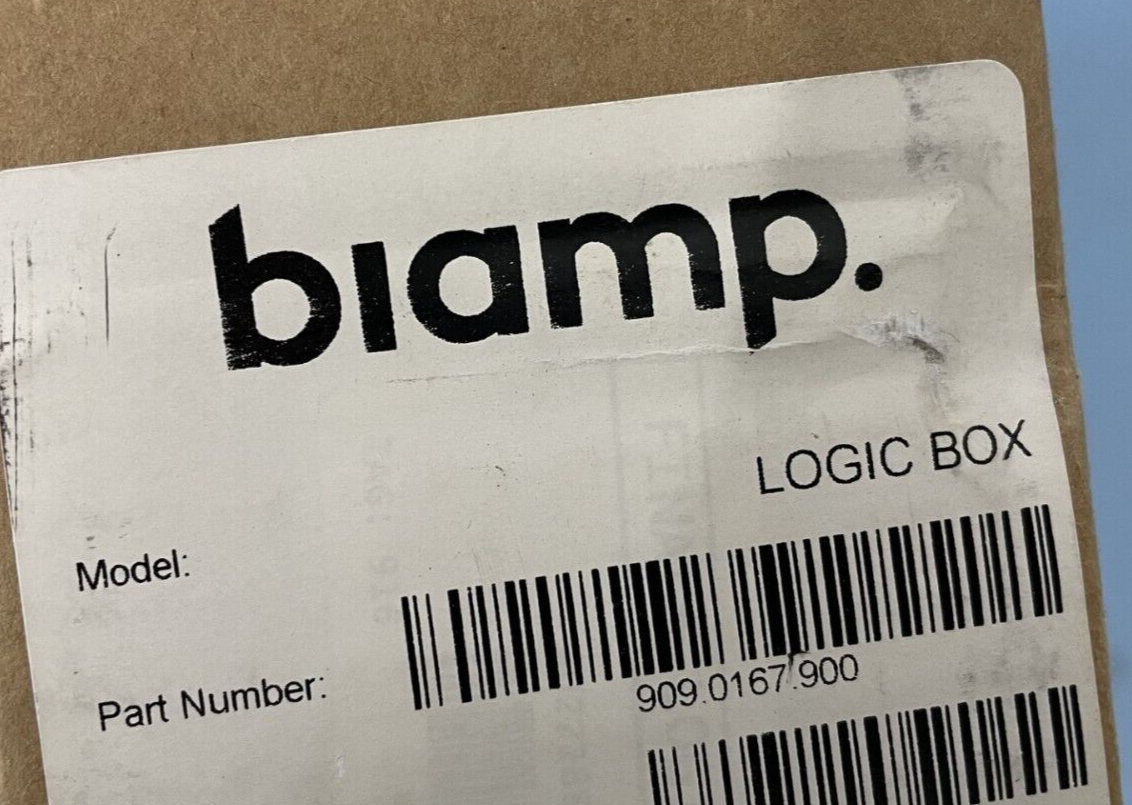 biamp.
LOGIC BOX
Model:
Part Number:
909.0167.900